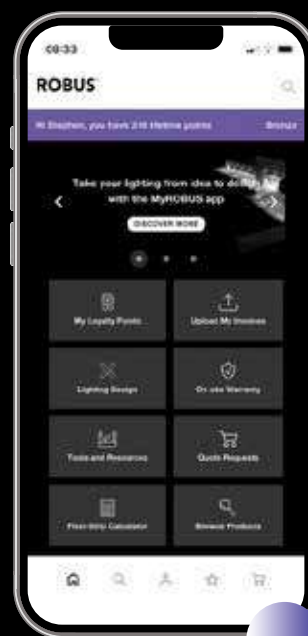 09:33
ROBUS
Hi Stephen, you have 210 lifetime points
Bronze
Take your lighting from idea to design
with the MyROBUS app
DISCOVER MORE
My Loyalty Points
Upload My Invoices
Lighting Design
On-site Warranty
Tools and Resources
Quote Requests
Flexi-Strip Calculator
Browse Products